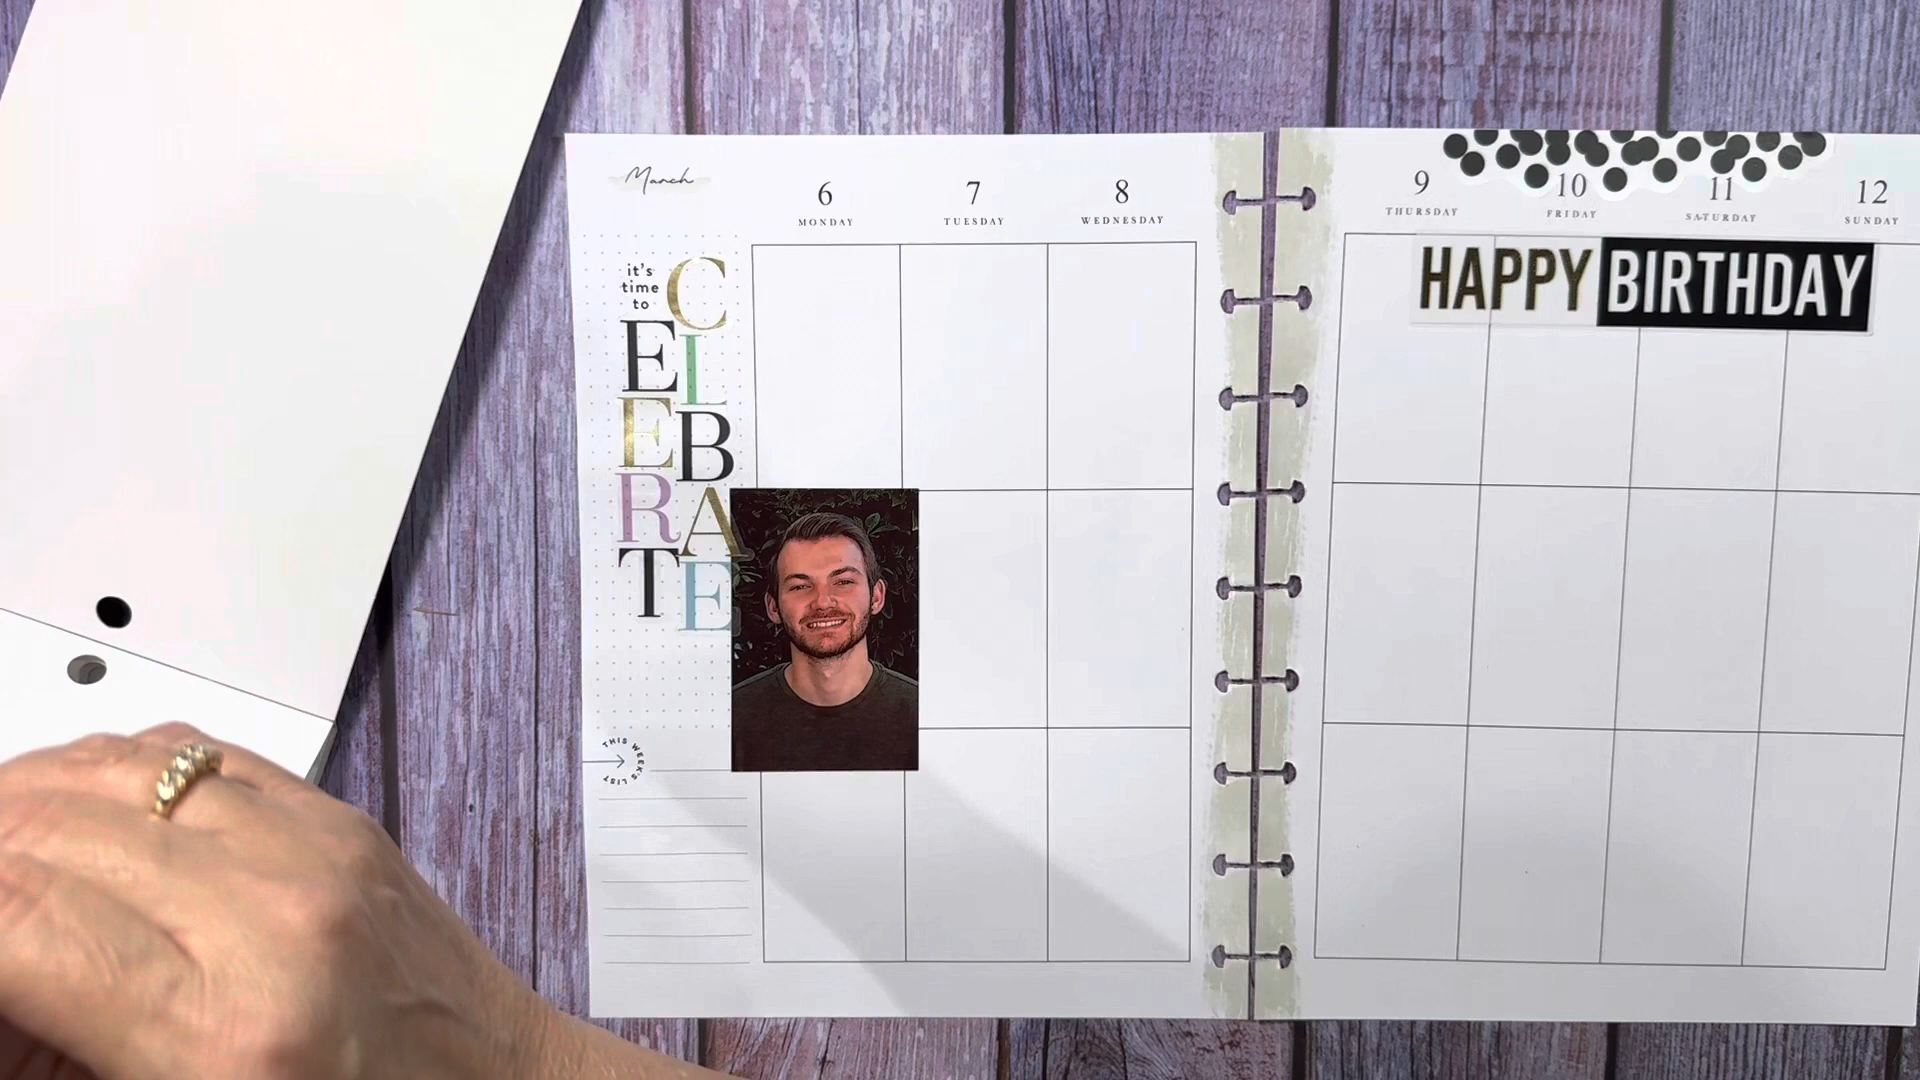 March
6 7 8
MONDAY TUESDAY WEDNESDAY
it's
time
to
CELEBRATE
THIS WEEK'S LIST
9 10 11 12
THURSDAY FRIDAY SATURDAY SUNDAY
HAPPY BIRTHDAY